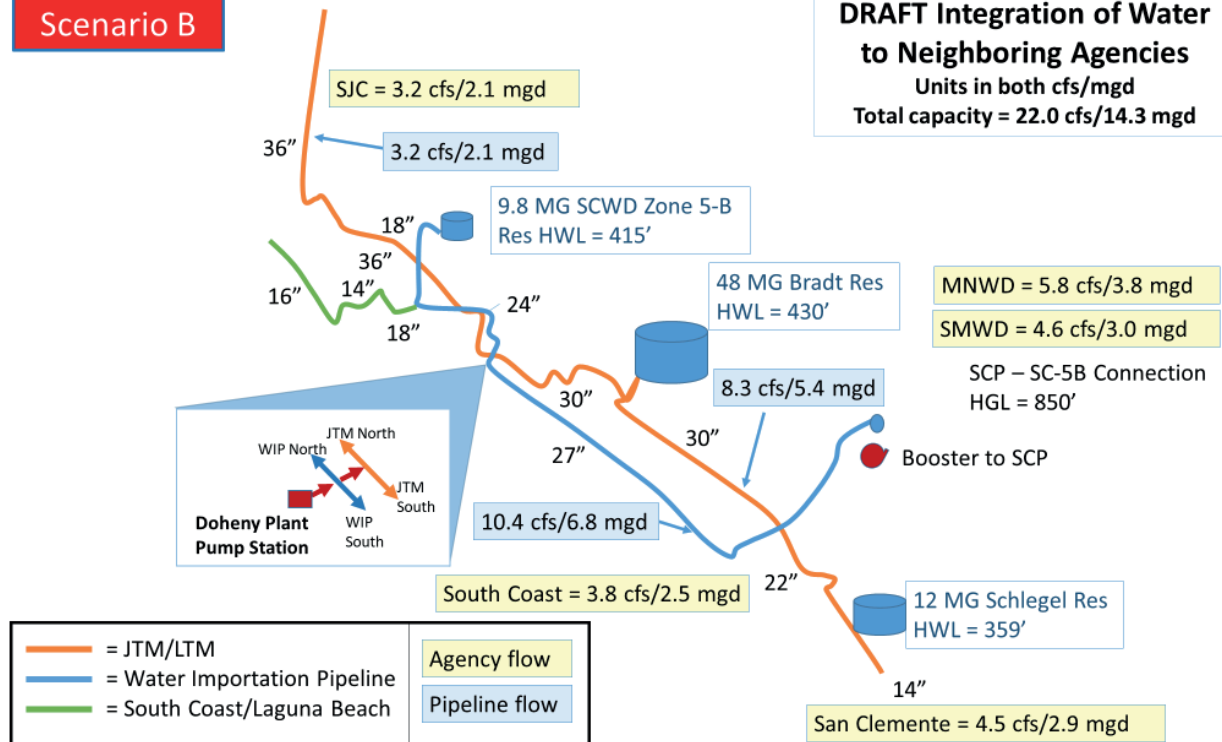 Scenario B
DRAFT Integration of Water
to Neighboring Agencies
Units in both cfs/mgd
Total capacity = 22.0 cfs/14.3 mgd
SJC = 3.2 cfs/2.1 mgd
36”
3.2 cfs/2.1 mgd
9.8 MG SCWD Zone 5-B
Res HWL = 415’
18”
36”
16”
14”
18”
24”
48 MG Bradt Res
HWL = 430’
MNWD = 5.8 cfs/3.8 mgd
SMWD = 4.6 cfs/3.0 mgd
SCP – SC-5B Connection
HGL = 850’
8.3 cfs/5.4 mgd
30”
30”
27”
Booster to SCP
JTM North
WIP North
JTM
South
WIP
South
Doheny Plant
Pump Station
10.4 cfs/6.8 mgd
South Coast = 3.8 cfs/2.5 mgd
22”
12 MG Schlegel Res
HWL = 359’
14”
San Clemente = 4.5 cfs/2.9 mgd
= JTM/LTM
= Water Importation Pipeline
= South Coast/Laguna Beach
Agency flow
Pipeline flow